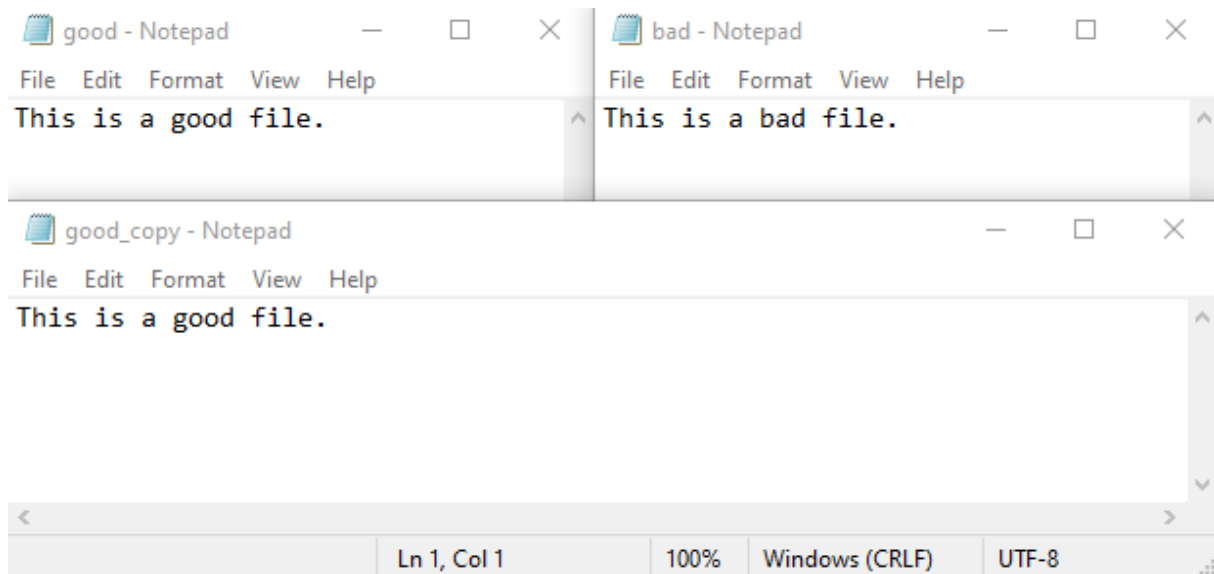 good - Notepad
File Edit Format View Help
This is a good file.
bad - Notepad
File Edit Format View Help
This is a bad file.
good_copy - Notepad
File Edit Format View Help
This is a good file.
Ln 1, Col 1 100% Windows (CRLF) UTF-8